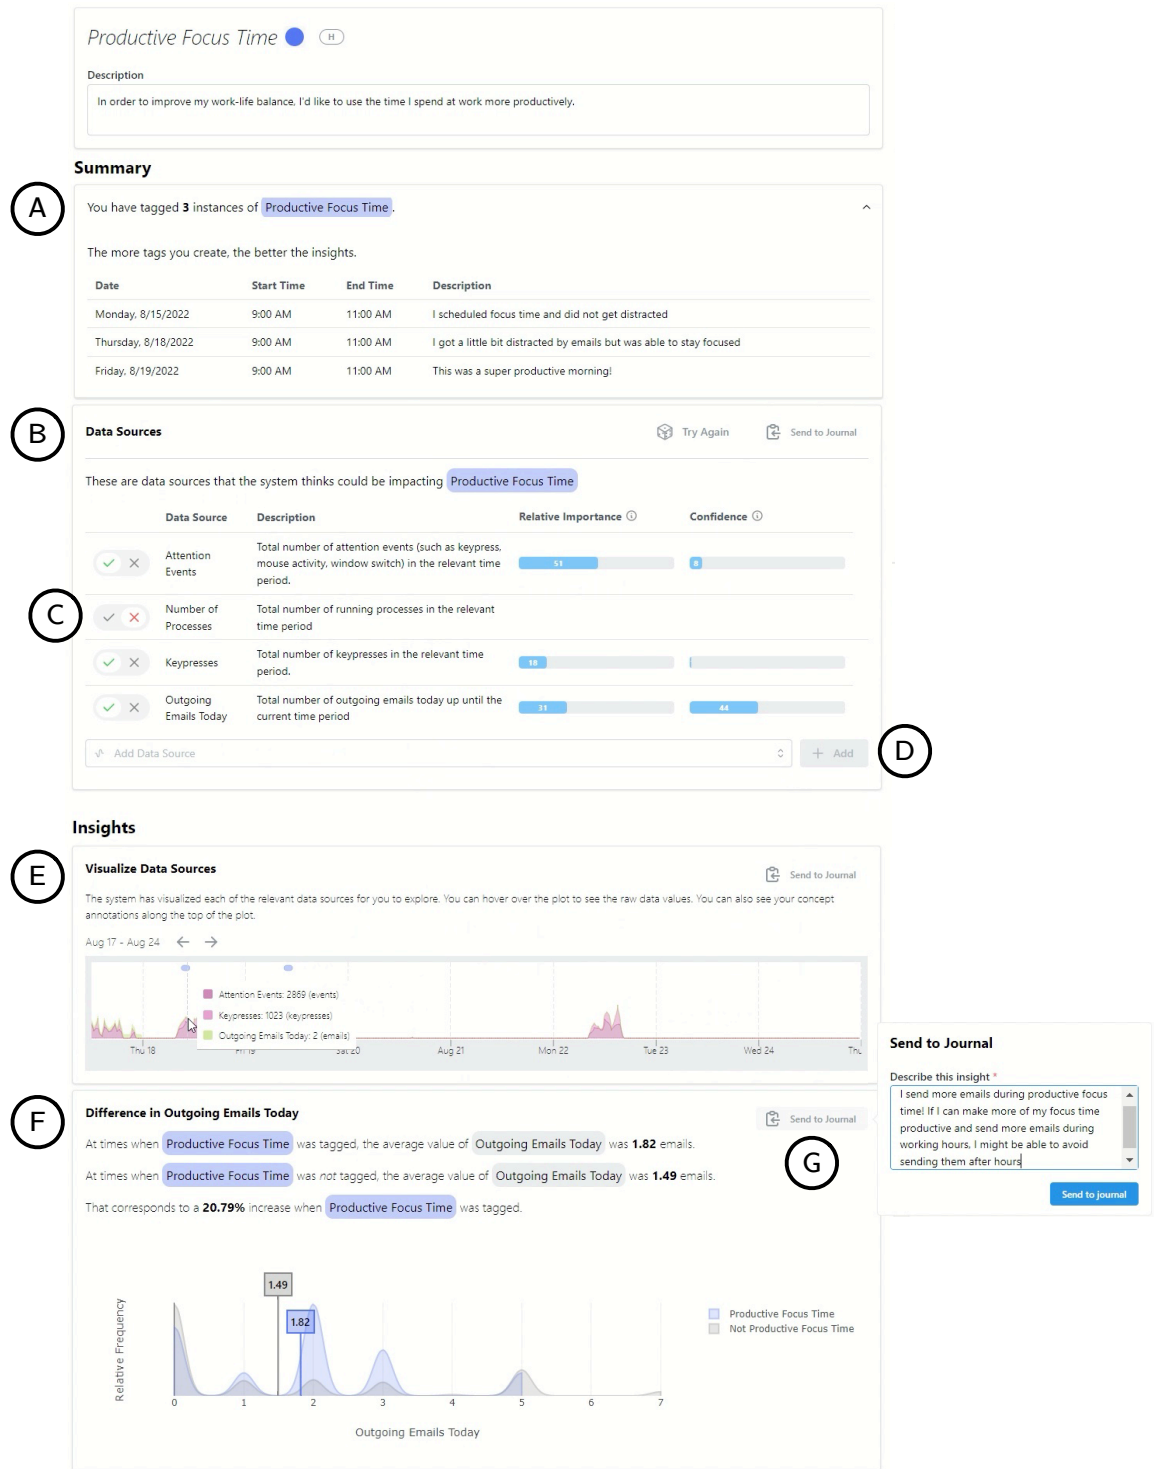 Productive Focus Time H
Description
In order to improve my work-life balance, I'd like to use the time I spend at work more productively.
Summary
A
You have tagged 3 instances of Productive Focus Time.
The more tags you create, the better the insights.
Date Start Time End Time Description
Monday, 8/15/2022 9:00 AM 11:00 AM I scheduled focus time and did not get distracted
Thursday, 8/18/2022 9:00 AM 11:00 AM I got a little bit distracted by emails but was able to stay focused
Friday, 8/19/2022 9:00 AM 11:00 AM This was a super productive morning!
B
Data Sources Try Again Send to Journal
These are data sources that the system thinks could be impacting Productive Focus Time
Data Source Description Relative Importance Confidence
Attention Events
Total number of attention events (such as keypress,
mouse activity, window switch) in the relevant time
period.
51 8
C
Number of Processes
Total number of running processes in the relevant
time period
Keypresses
Total number of keypresses in the relevant time
period.
18
Outgoing Emails Today
Total number of outgoing emails today up until the
current time period
31 44
Add Data Source + Add
D
Insights
E
Visualize Data Sources Send to Journal
The system has visualized each of the relevant data sources for you to explore. You can hover over the plot to see the raw data values. You can also see your concept
annotations along the top of the plot.
Aug 17 - Aug 24
Attention Events: 2869 (events)
Keypresses: 1023 (keypresses)
Outgoing Emails Today: 2 (emails)
Thu 18 Fri 19 Sat 20 Aug 21 Mon 22 Tue 23 Wed 24 Thu
F
Difference in Outgoing Emails Today Send to Journal
At times when Productive Focus Time was tagged, the average value of Outgoing Emails Today was 1.82 emails.
At times when Productive Focus Time was not tagged, the average value of Outgoing Emails Today was 1.49 emails.
That corresponds to a 20.79% increase when Productive Focus Time was tagged.
G
Send to Journal
Describe this insight *
I send more emails during productive focus
time! If I can make more of my focus time
productive and send more emails during
working hours, I might be able to avoid
sending them after hours
Send to journal
1.49
1.82
Relative Frequency
Productive Focus Time
Not Productive Focus Time
0 1 2 3 4 5 6 7
Outgoing Emails Today